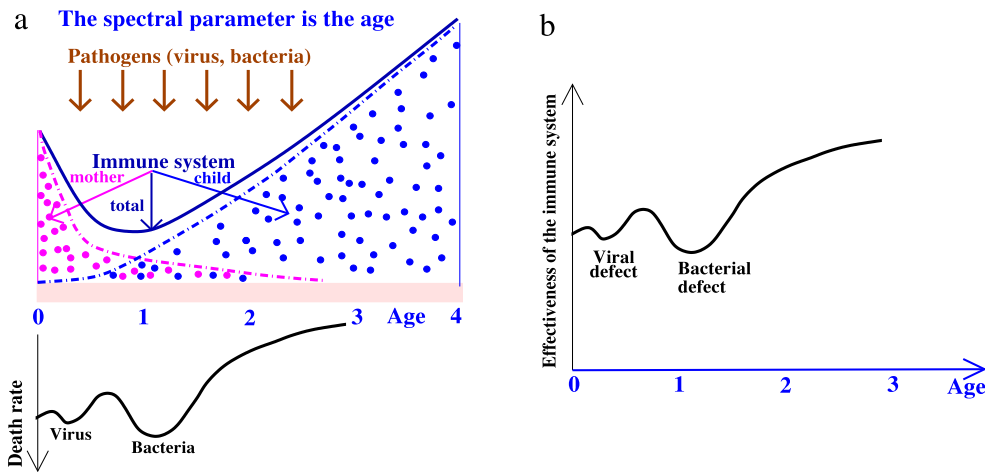 a
The spectral parameter is the age
Pathogens (virus, bacteria)
Immune system
mother
child
total
0 1 2 3 Age 4
Death rate
Virus
Bacteria
b
Effectiveness of the immune system
Viral
defect
Bacterial
defect
0 1 2 3 Age